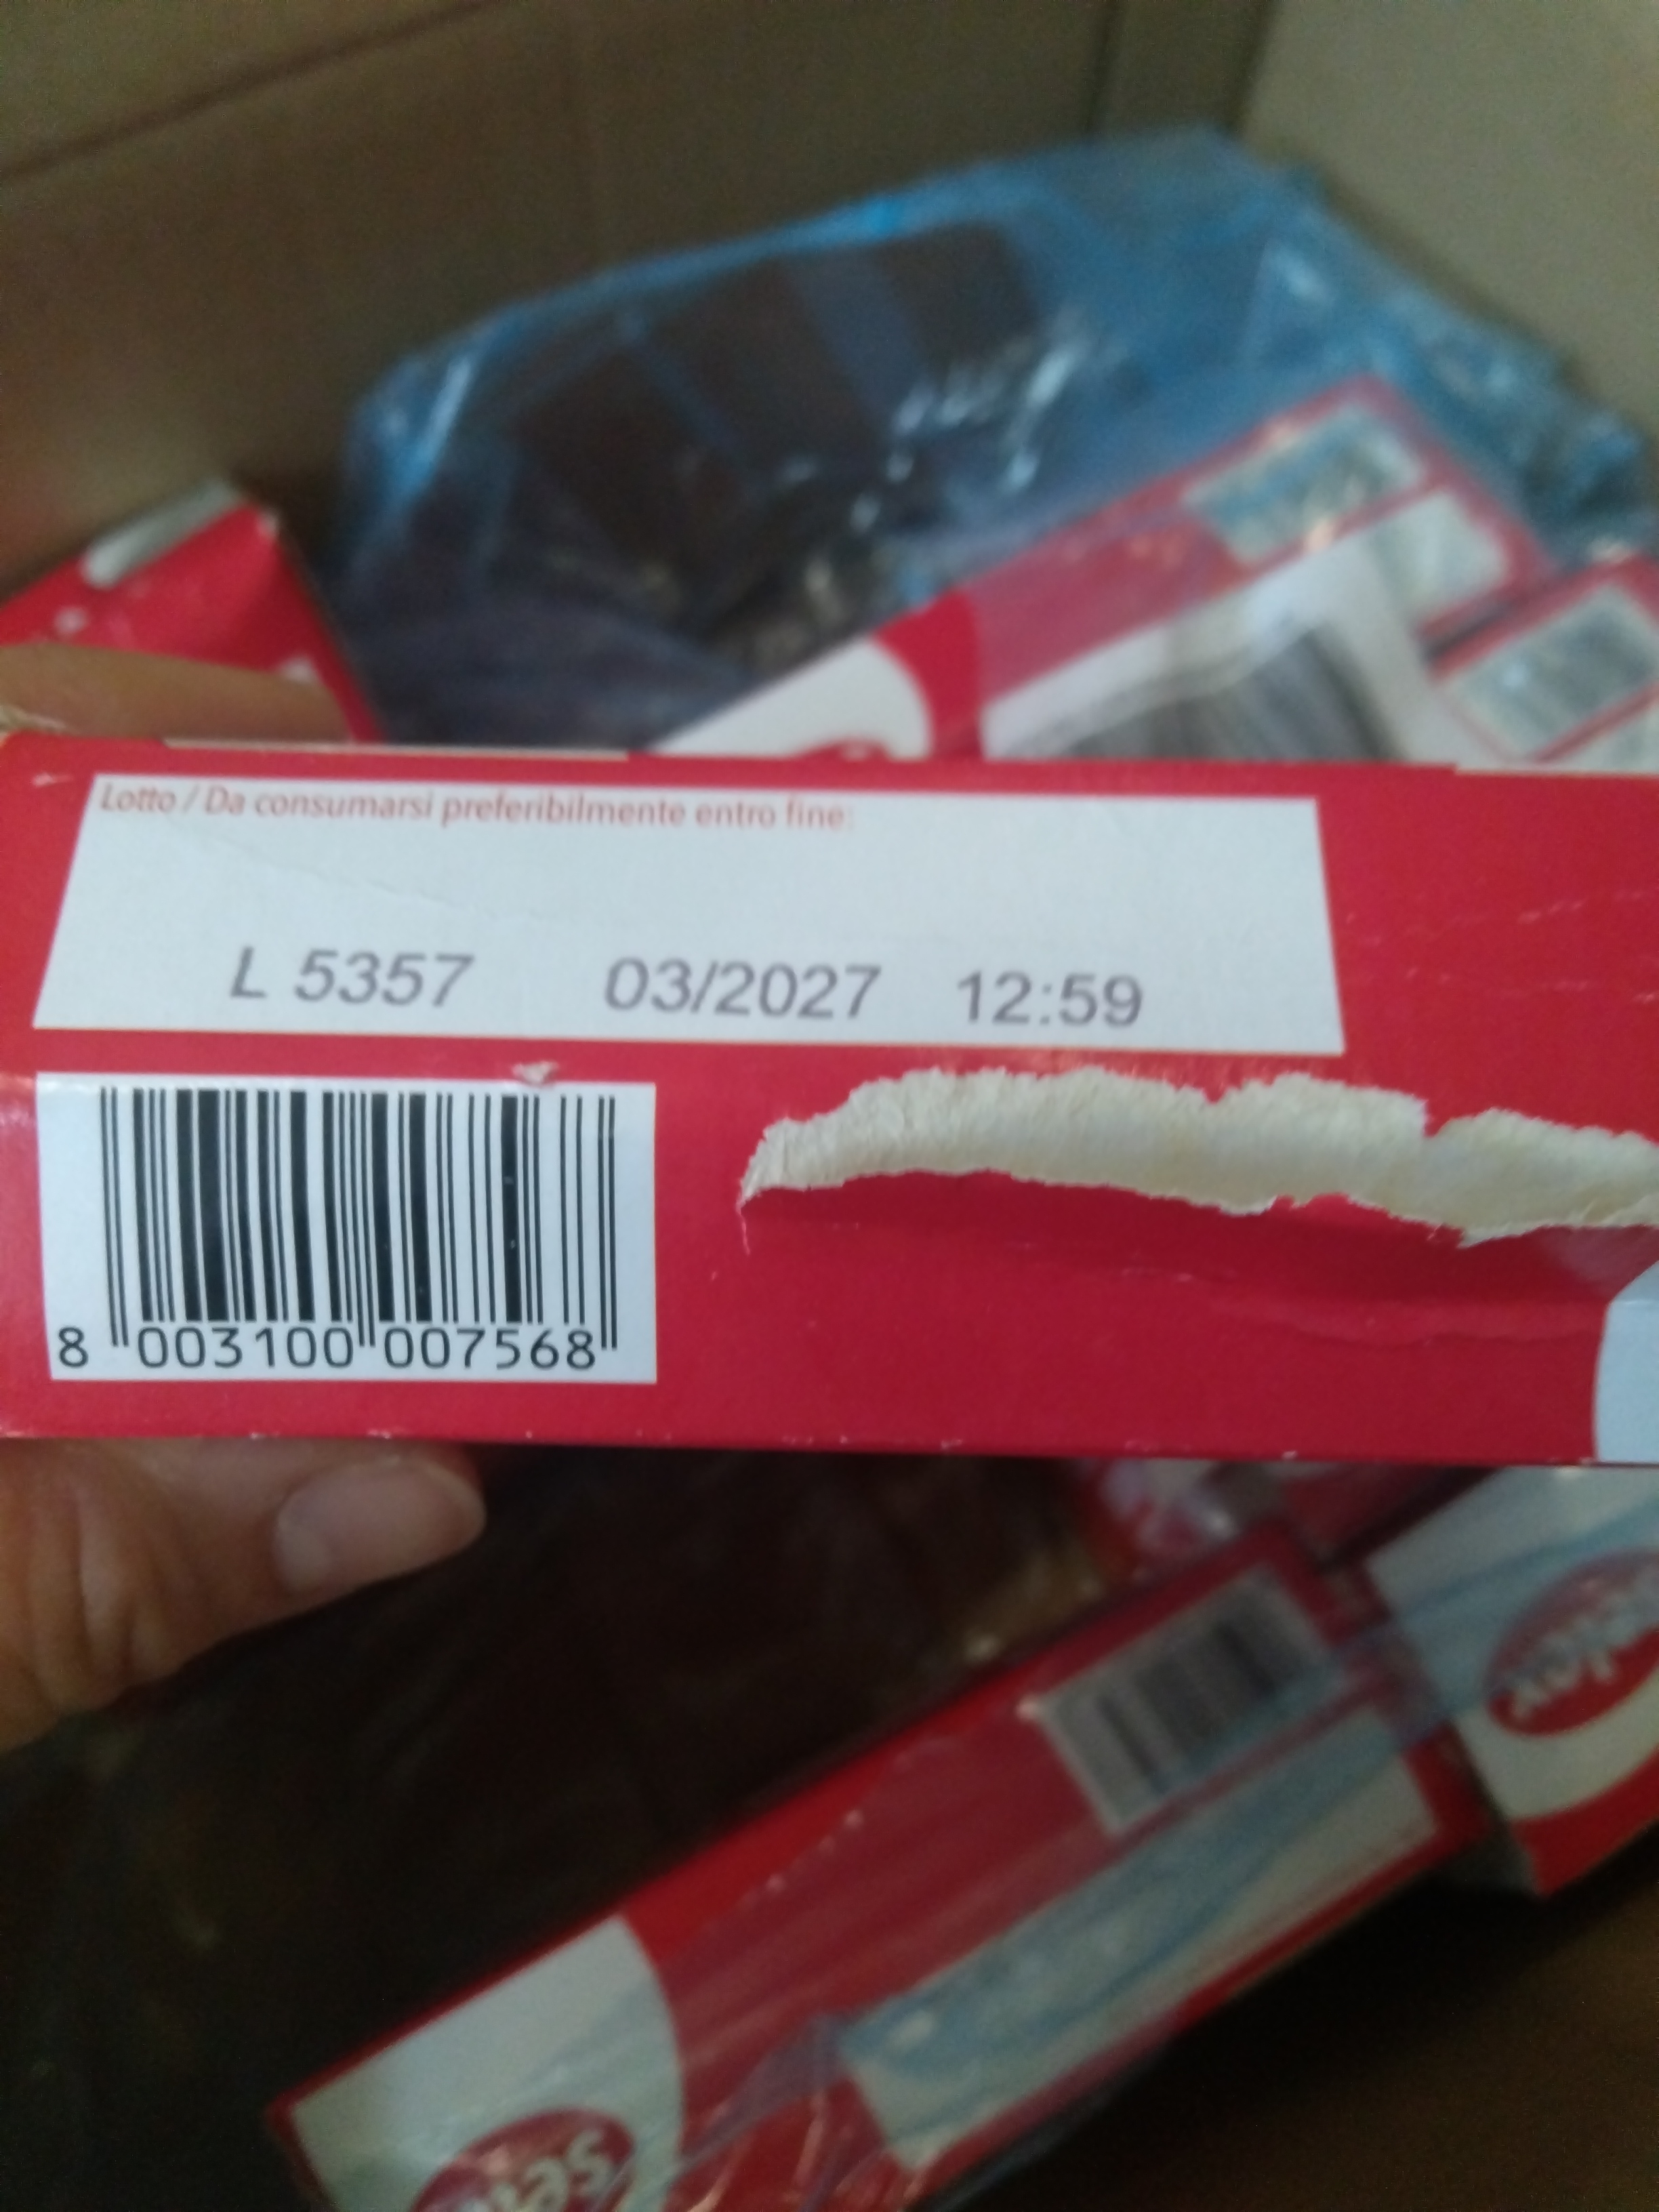 Lotto / Da consumarsi preferibilmente entro fine:
L 5357 03/2027 12:59
8 003100 007568